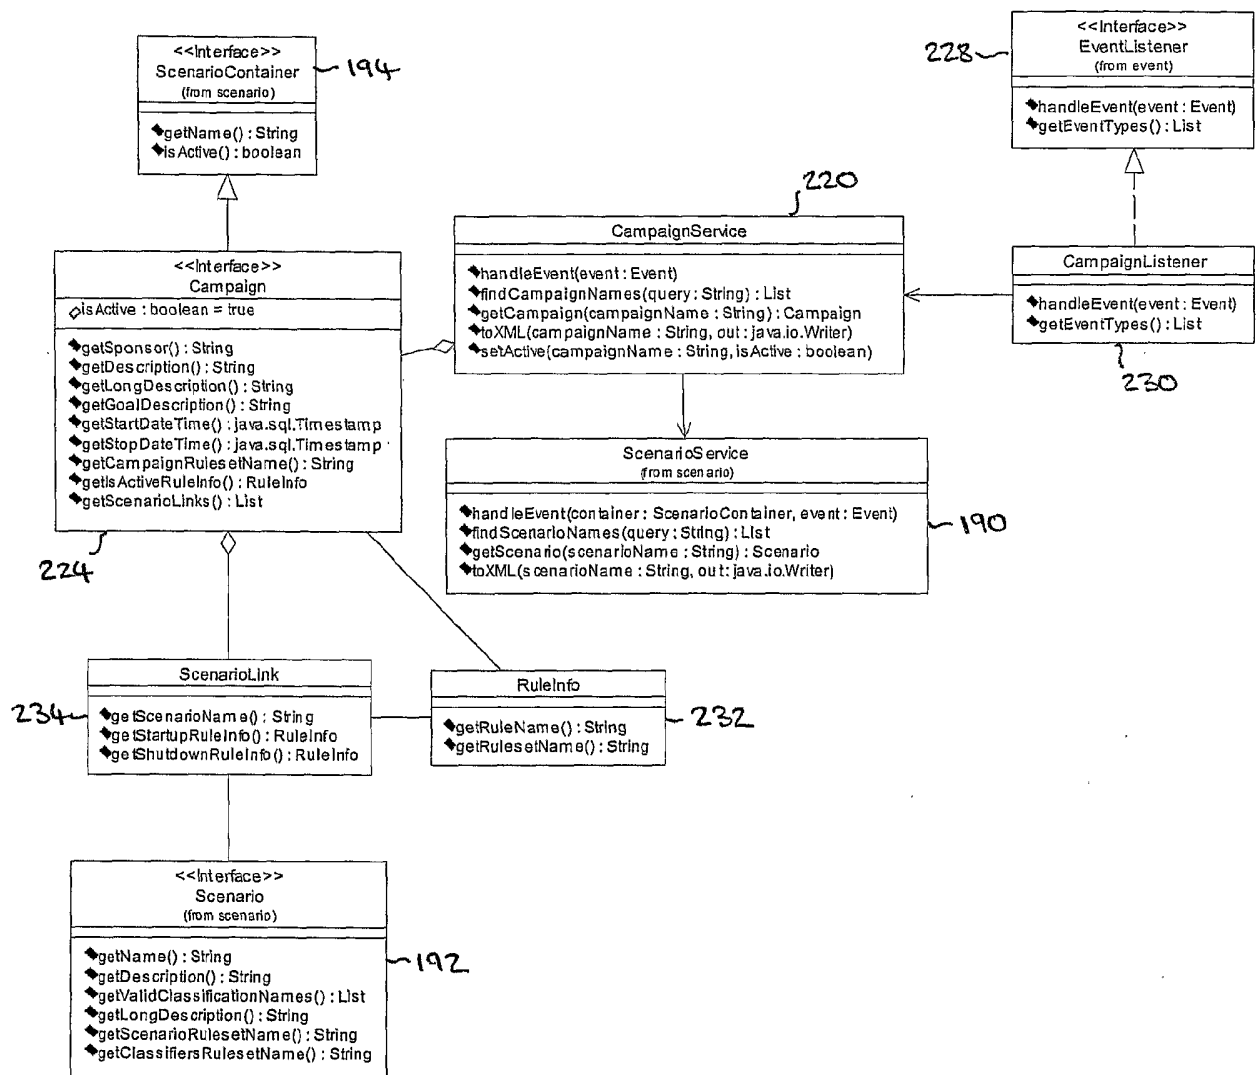 <<Interface>>
ScenarioContainer
(from scenario)
getName() : String
isActive() : boolean
194
<<Interface>>
EventListener
(from event)
handleEvent(event : Event)
getEventTypes() : List
228
<<Interface>>
Campaign
isActive : boolean = true
getSponsor() : String
getDescription() : String
getLongDescription() : String
getGoalDescription() : String
getStartDateTime() : java.sql.Timestamp
getStopDateTime() : java.sql.Timestamp
getCampaignRulesetName() : String
getIsActiveRuleInfo() : RuleInfo
getScenarioLinks() : List
224
220
CampaignService
handleEvent(event : Event)
findCampaignNames(query : String) : List
getCampaign(campaignName : String) : Campaign
toXML(campaignName : String, out : java.io.Writer)
setActive(campaignName : String, isActive : boolean)
CampaignListener
handleEvent(event : Event)
getEventTypes() : List
230
ScenarioService
(from scenario)
handleEvent(container : ScenarioContainer, event : Event)
findScenarioNames(query : String) : List
getScenario(scenarioName : String) : Scenario
toXML(scenarioName : String, out : java.io.Writer)
190
ScenarioLink
getScenarioName() : String
getStartupRuleInfo() : RuleInfo
getShutdownRuleInfo() : RuleInfo
234
RuleInfo
getRuleName() : String
getRulesetName() : String
232
<<Interface>>
Scenario
(from scenario)
getName() : String
getDescription() : String
getValidClassificationNames() : List
getLongDescription() : String
getScenarioRulesetName() : String
getClassifiersRulesetName() : String
192